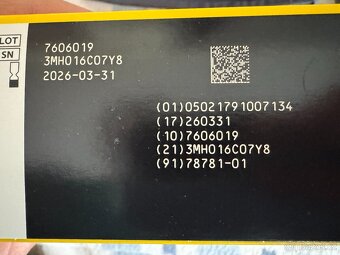 LOT
SN
7606019
3MH016C07Y8
2026-03-31
(01)05021791007134
(17)260331
(10)7606019
(21)3MH016C07Y8
(91)78781-01